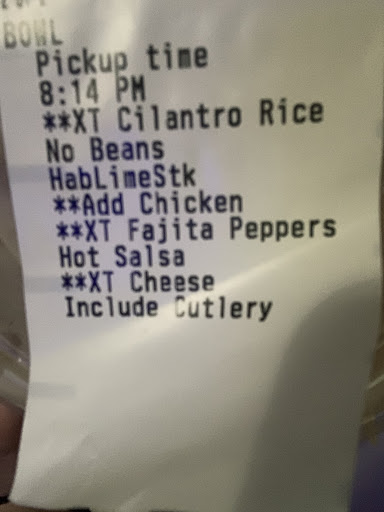 BOWL
Pickup time
8:14 PM
**XT Cilantro Rice
No Beans
HabLimeStk
**Add Chicken
**XT Fajita Peppers
Hot Salsa
**XT Cheese
Include Cutlery